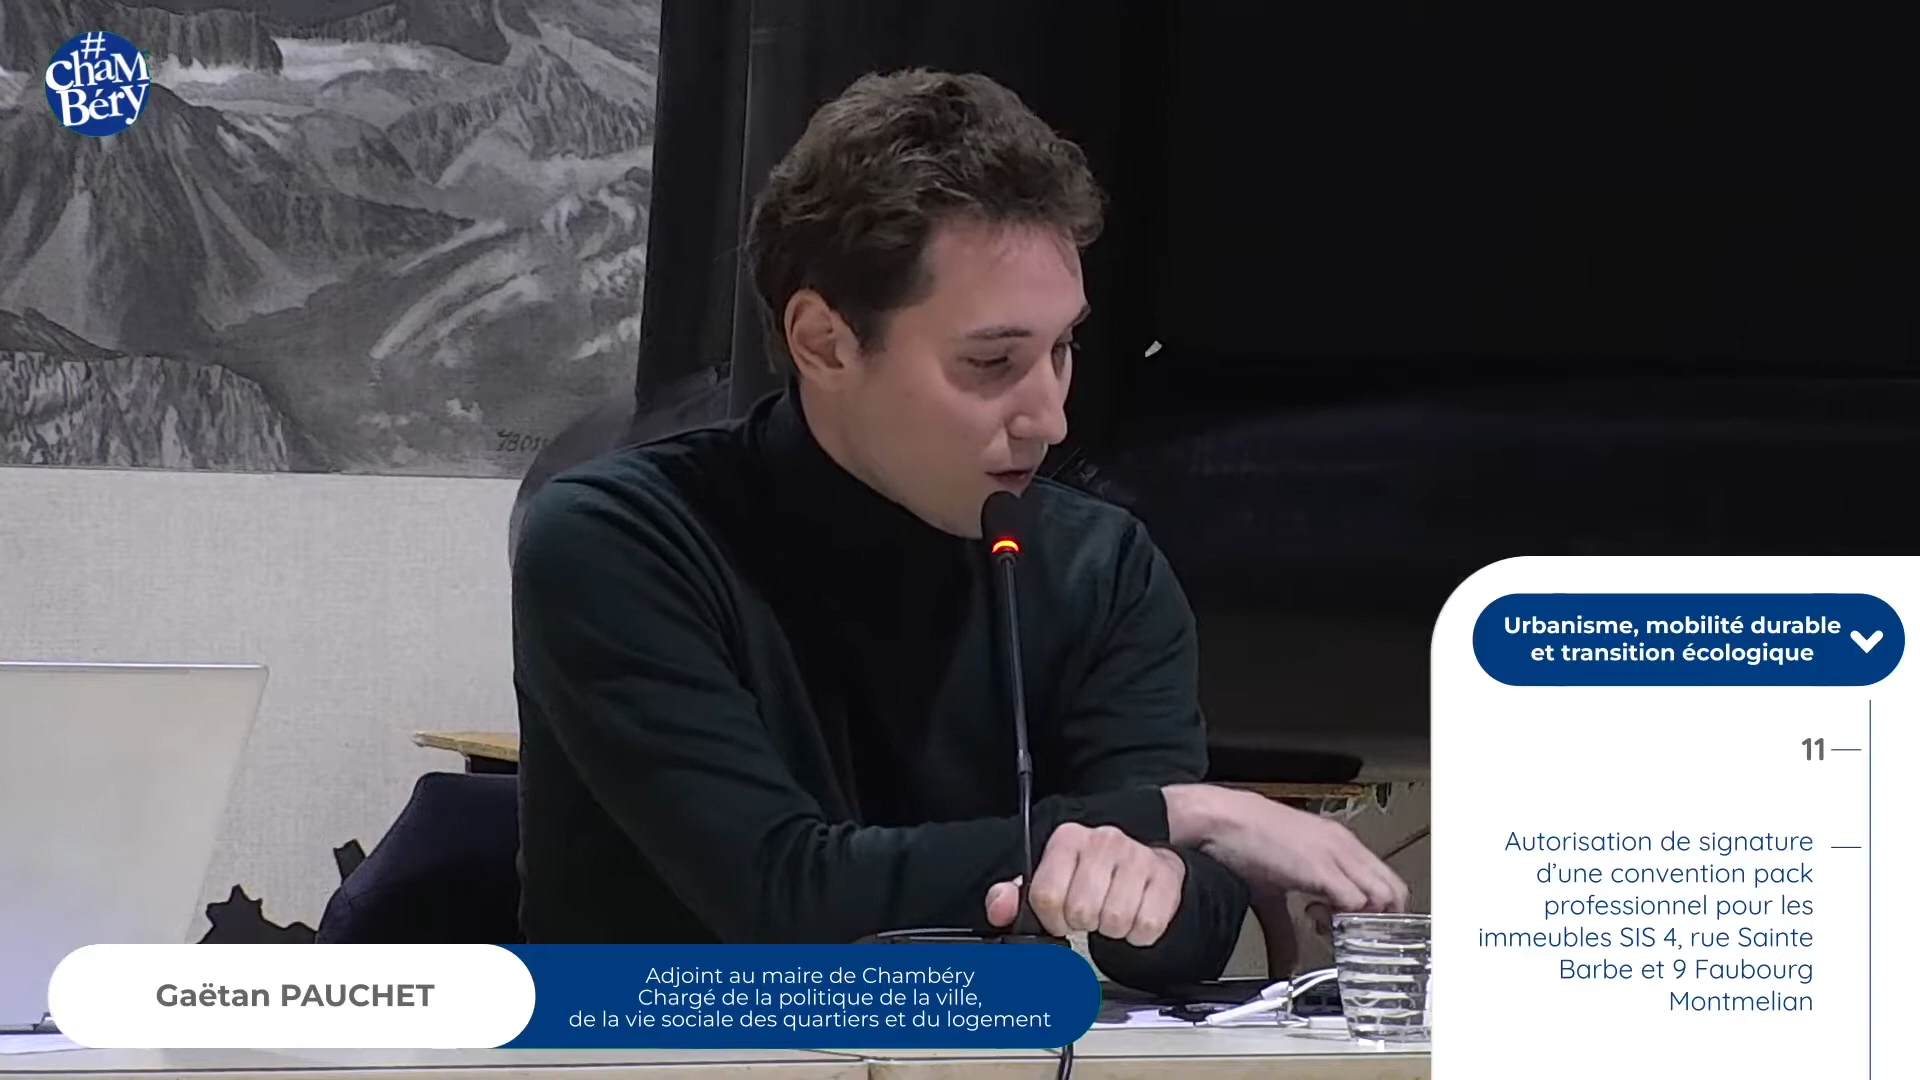 #
chaM
Béry
Urbanisme, mobilité durable
et transition écologique
11
Autorisation de signature
d’une convention pack
professionnel pour les
immeubles SIS 4, rue Sainte
Barbe et 9 Faubourg
Montmelian
Gaëtan PAUCHET
Adjoint au maire de Chambéry
Chargé de la politique de la ville,
de la vie sociale des quartiers et du logement